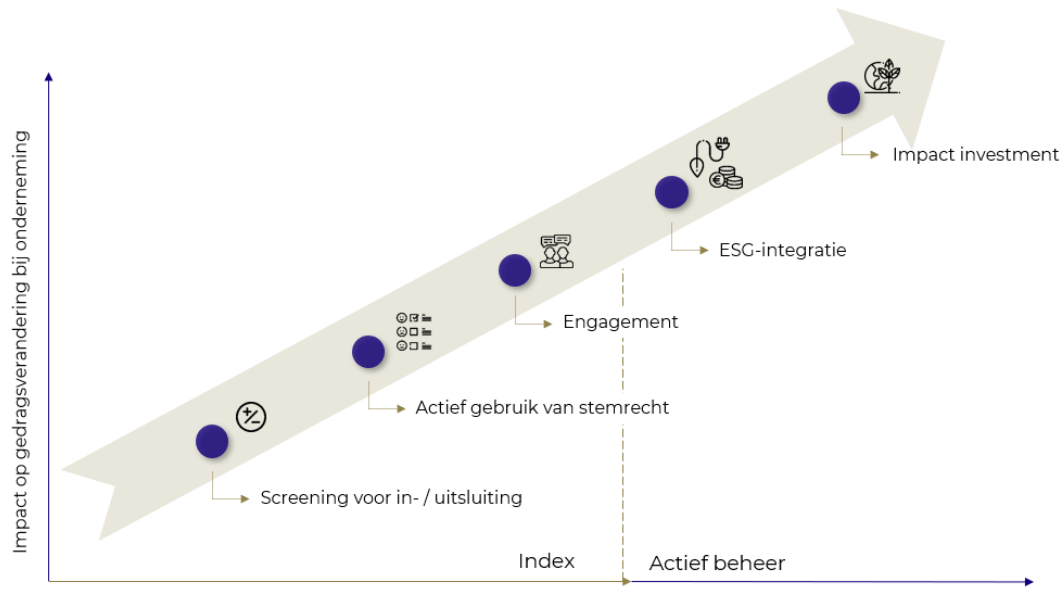 Impact op gedragsverandering bij onderneming
Impact investment
ESG-integratie
Engagement
Actief gebruik van stemrecht
Screening voor in- / uitsluiting
Index
Actief beheer